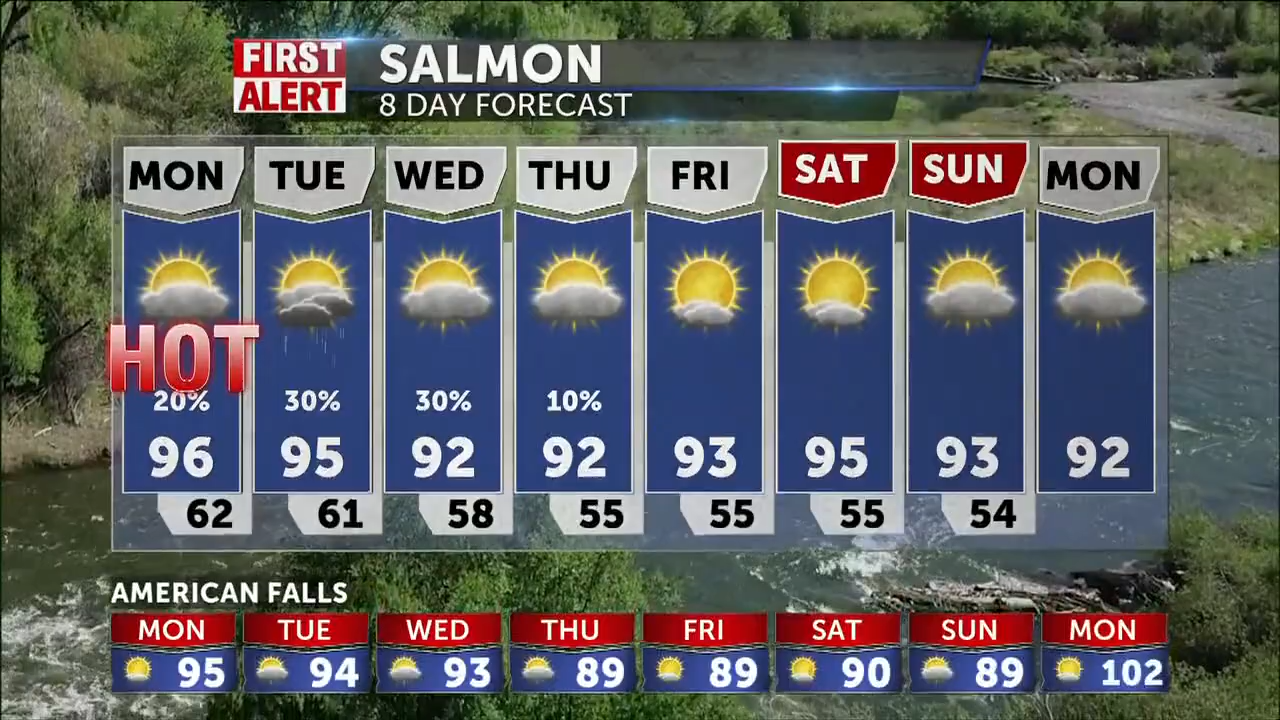 FIRST
ALERT
SALMON
8 DAY FORECAST
MON TUE WED THU FRI SAT SUN MON
HOT
20% 30% 30% 10%
96 95 92 92 93 95 93 92
62 61 58 55 55 55 54
AMERICAN FALLS
MON TUE WED THU FRI SAT SUN MON
95 94 93 89 89 90 89 102